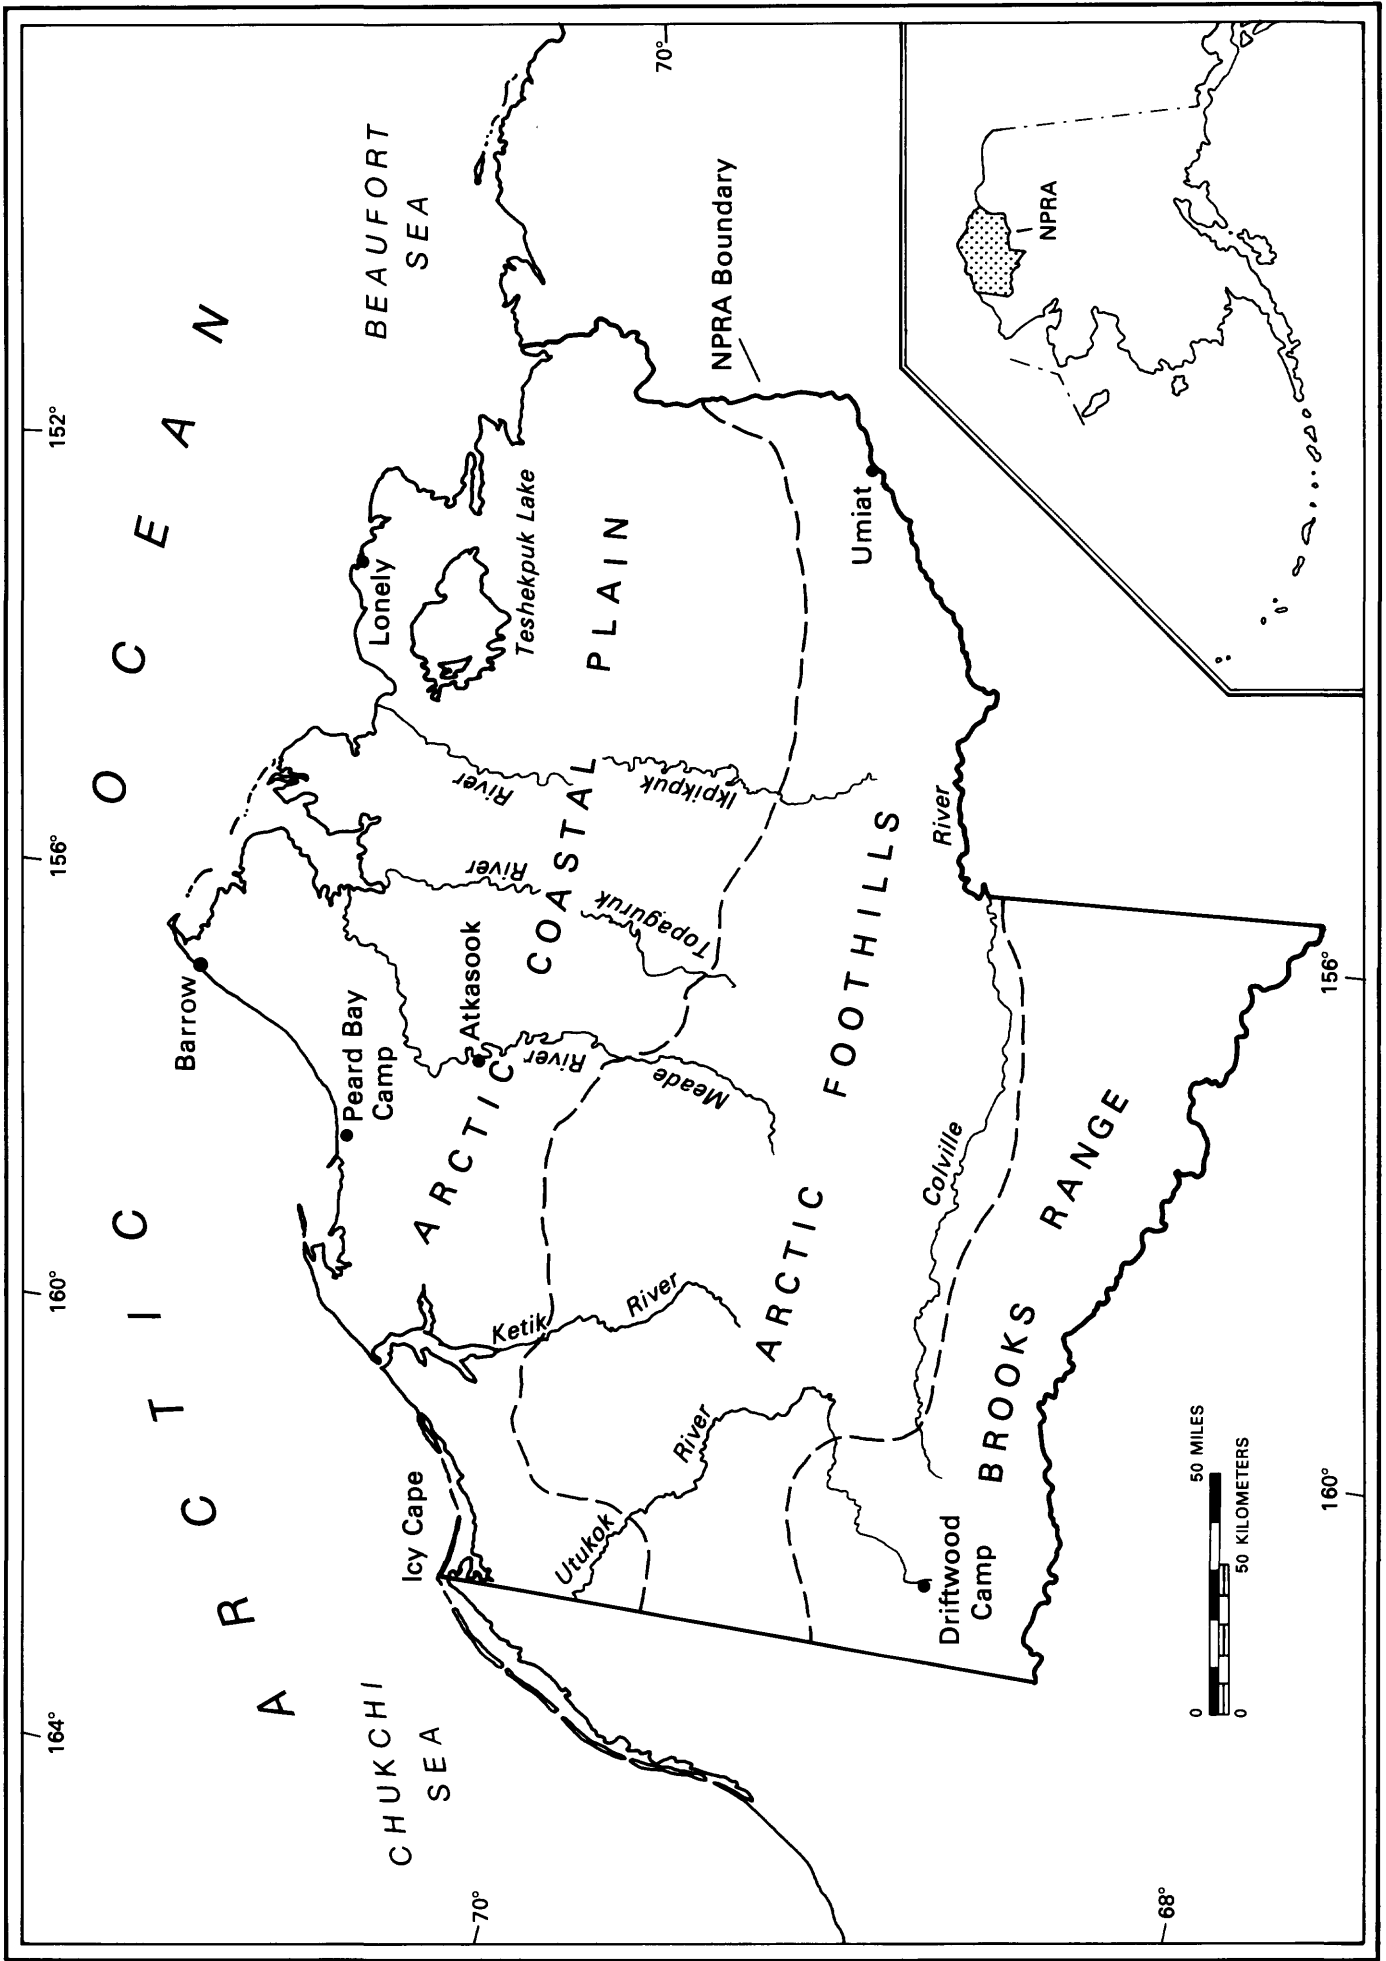 164°
160°
156°
152°
ARCTIC OCEAN
CHUKCHI
SEA
BEAUFORT
SEA
Barrow
Peard Bay
Camp
Lonely
Teshekpuk Lake
Icy Cape
Atkasook
ARCTIC COASTAL PLAIN
70°
70°
Ketik River
Utukok River
Meade River
Topaguruk River
Ikpikpuk River
NPRA Boundary
Umiat
ARCTIC FOOTHILLS
Colville River
Driftwood
Camp
BROOKS RANGE
68°
160°
156°
0 50 MILES
0 50 KILOMETERS
NPRA